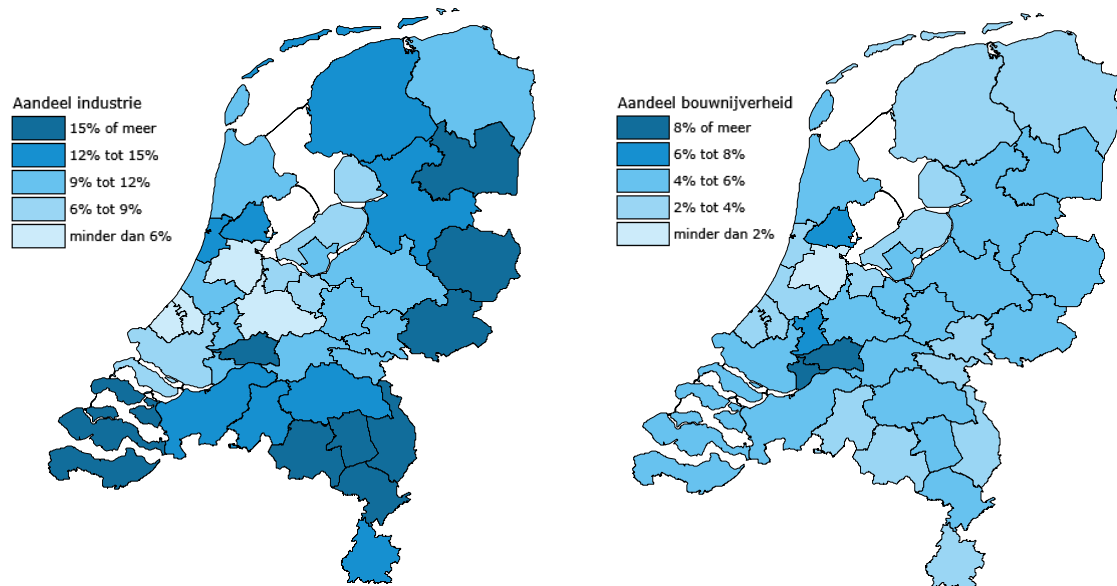 Aandeel industrie
15% of meer
12% tot 15%
9% tot 12%
6% tot 9%
minder dan 6%
Aandeel bouwnijverheid
8% of meer
6% tot 8%
4% tot 6%
2% tot 4%
minder dan 2%